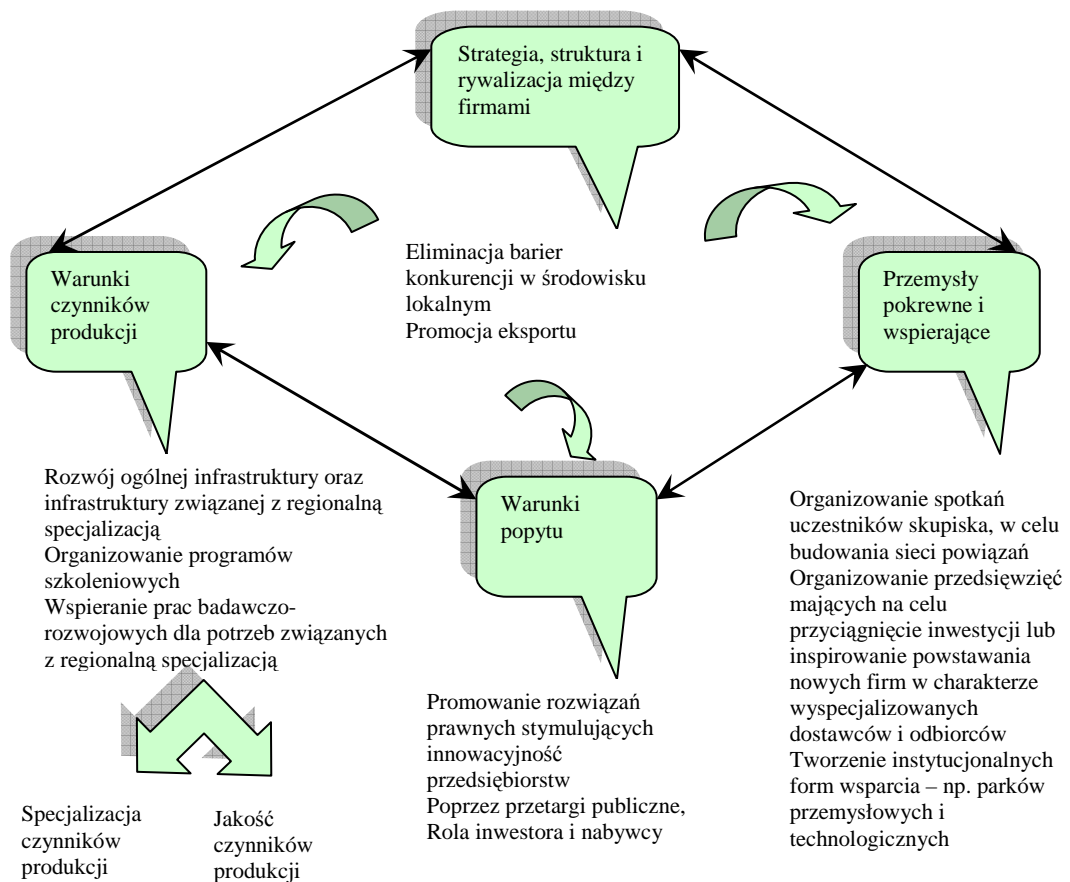 Strategia, struktura i
rywalizacja między
firmami
Eliminacja barier
konkurencji w środowisku
lokalnym
Promocja eksportu
Warunki
czynników
produkcji
Przemysły
pokrewne i
wspierające
Rozwój ogólnej infrastruktury oraz
infrastruktury związanej z regionalną
specjalizacją
Organizowanie programów
szkoleniowych
Wspieranie prac badawczo-
rozwojowych dla potrzeb związanych
z regionalną specjalizacją
Warunki
popytu
Organizowanie spotkań
uczestników skupiska, w celu
budowania sieci powiązań
Organizowanie przedsięwzięć
mających na celu
przyciągnięcie inwestycji lub
inspirowanie powstawania
nowych firm w charakterze
wyspecjalizowanych
dostawców i odbiorców
Tworzenie instytucjonalnych
form wsparcia – np. parków
przemysłowych i
technologicznych
Promowanie rozwiązań
prawnych stymulujących
innowacyjność
przedsiębiorstw
Poprzez przetargi publiczne,
Rola inwestora i nabywcy
Specjalizacja
czynników
produkcji
Jakość
czynników
produkcji